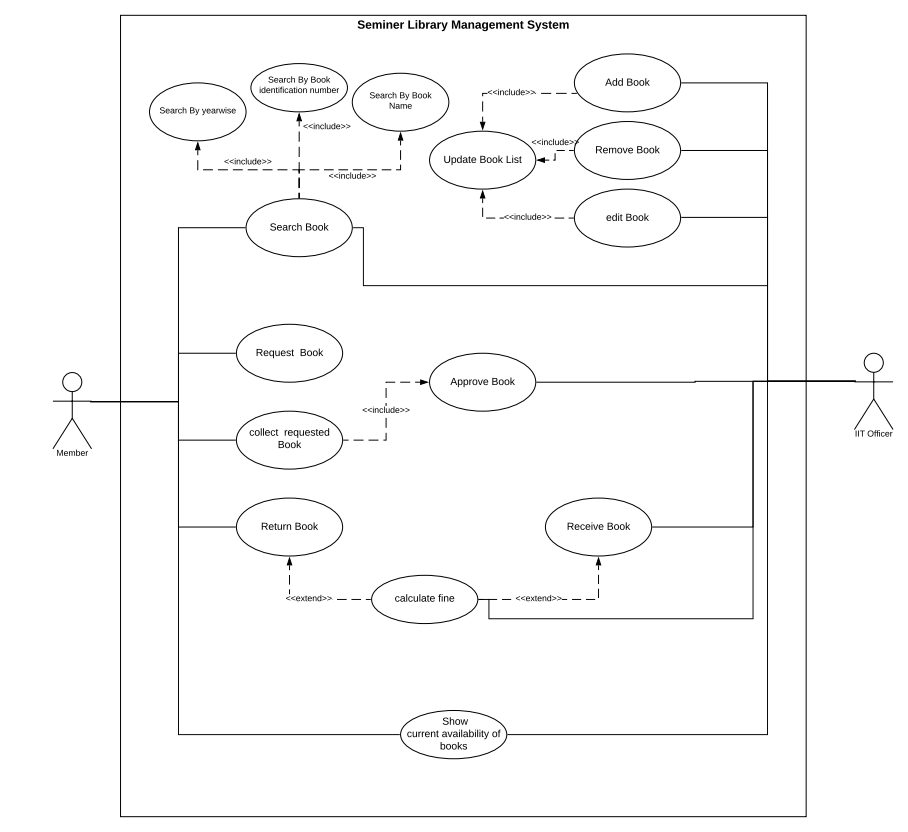 Seminer Library Management System
Search By Book
identification number
Search By yearwise
Search By Book
Name
Add Book
<<include>>
<<include>>
<<include>>
Remove Book
Update Book List
<<include>>
<<include>>
edit Book
<<include>>
Search Book
Request  Book
Approve Book
<<include>>
collect  requested
Book
Member
IIT Officer
Return Book
Receive Book
<<extend>>
calculate fine
<<extend>>
Show
current availability of
books